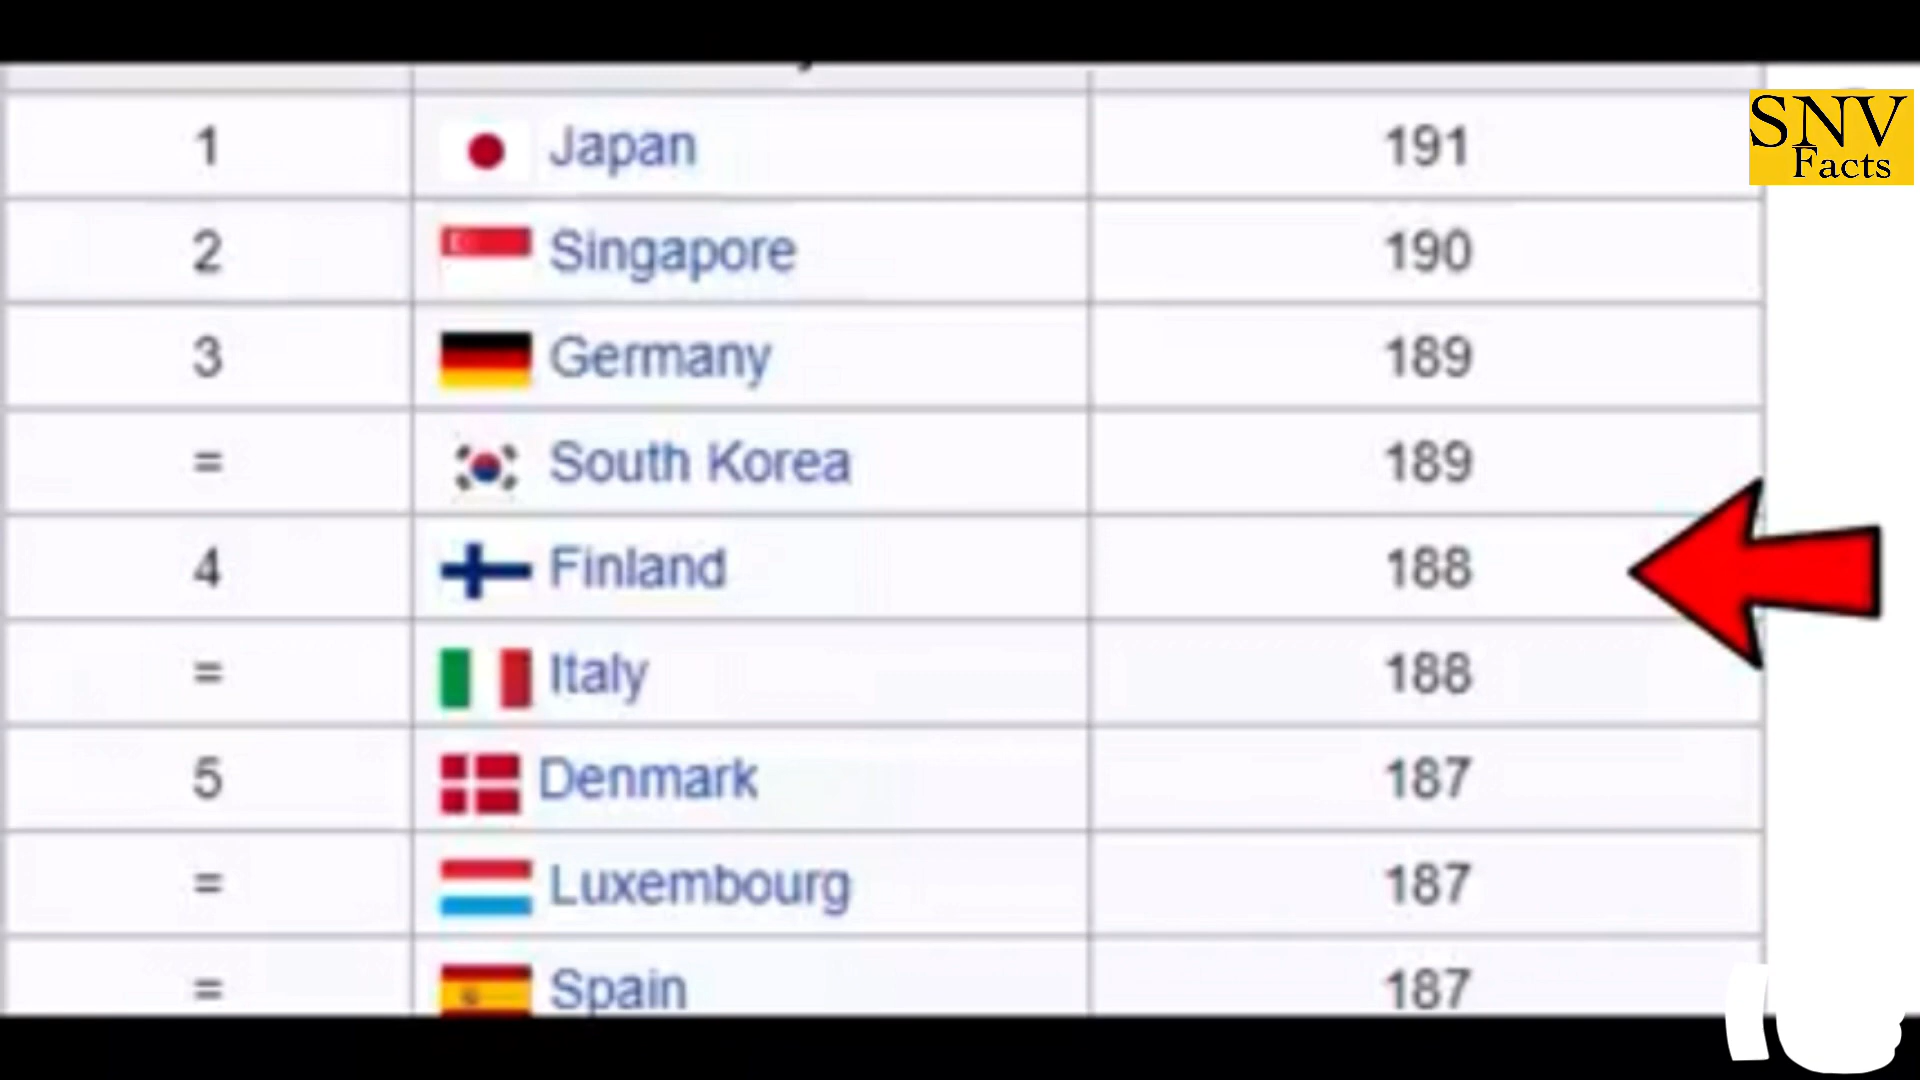 SNV
Facts
1 Japan 191
2 Singapore 190
3 Germany 189
= South Korea 189
4 Finland 188
= Italy 188
5 Denmark 187
= Luxembourg 187
= Spain 187